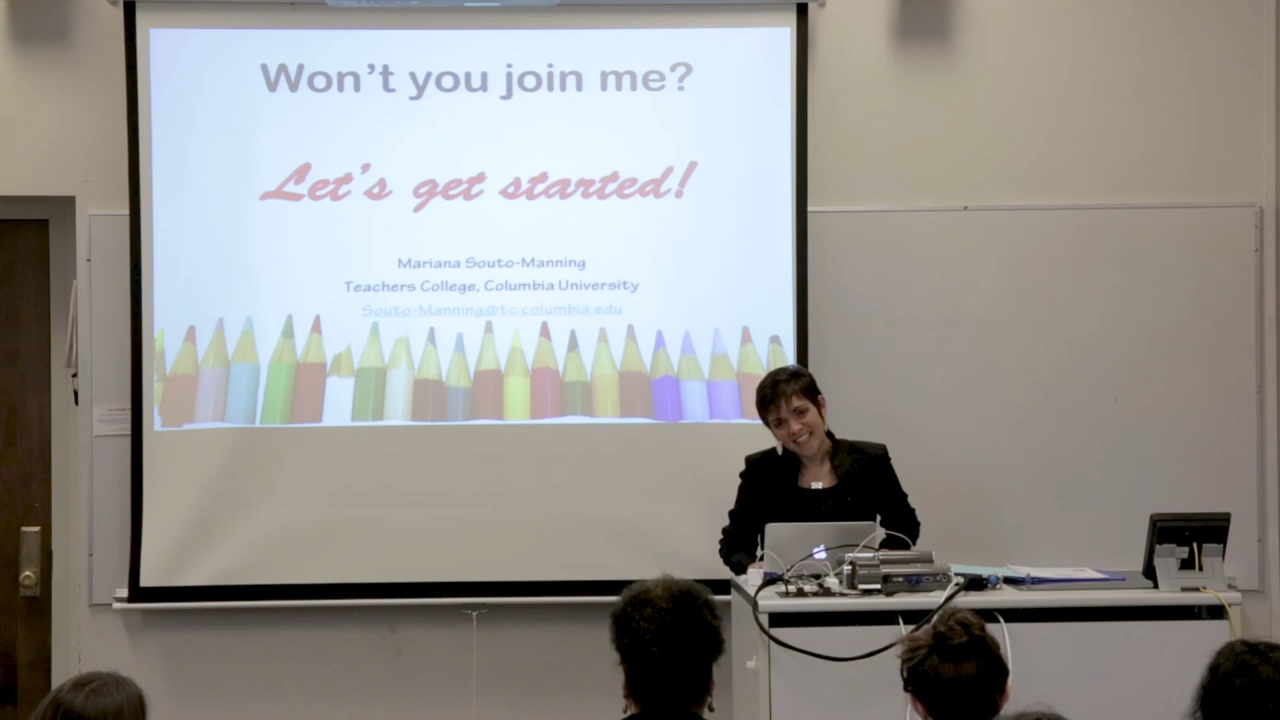 Won't you join me?
Let's get started!
Mariana Souto-Manning
Teachers College, Columbia University
Souto-Manning@tc.columbia.edu